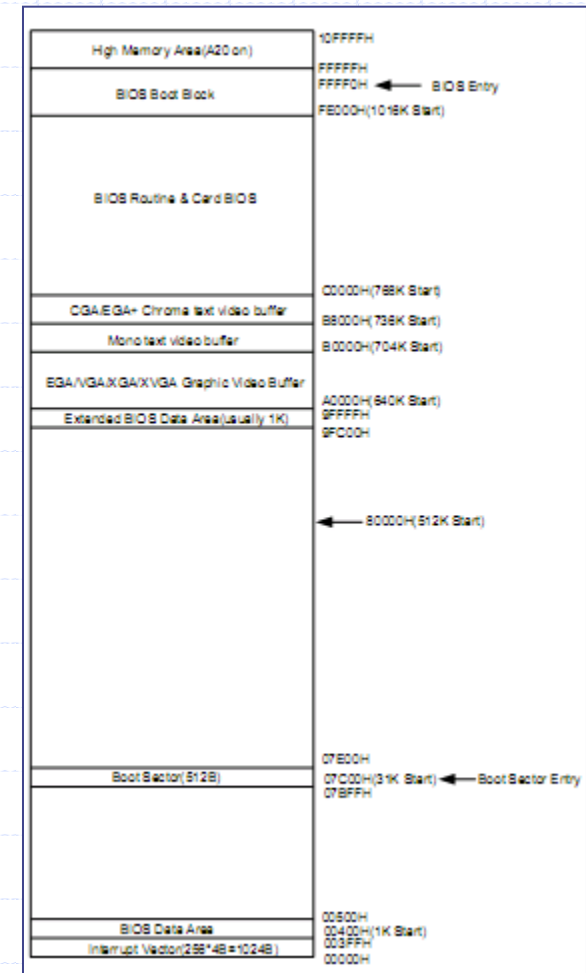 10FFFFH
High Memory Area(A20 on)
FFFFFH
FFFF0H
BIOS Entry
BIOS Boot Block
FE000H(1016K Start)
BIOS Routine & Card BIOS
C0000H(768K Start)
CGA/EGA+ Chroma text video buffer
B8000H(736K Start)
Mono text video buffer
B0000H(704K Start)
EGA/VGA/XGA/XVGA Graphic Video Buffer
A0000H(640K Start)
9FFFFH
Extended BIOS Data Area(usually 1K)
9FC00H
80000H(512K Start)
07E00H
Boot Sector(512B)
07C00H(31K Start)
Boot Sector Entry
07BFFH
00500H
BIOS Data Area
00400H(1K Start)
003FFH
Interrupt Vector(256*4B=1024B)
00000H